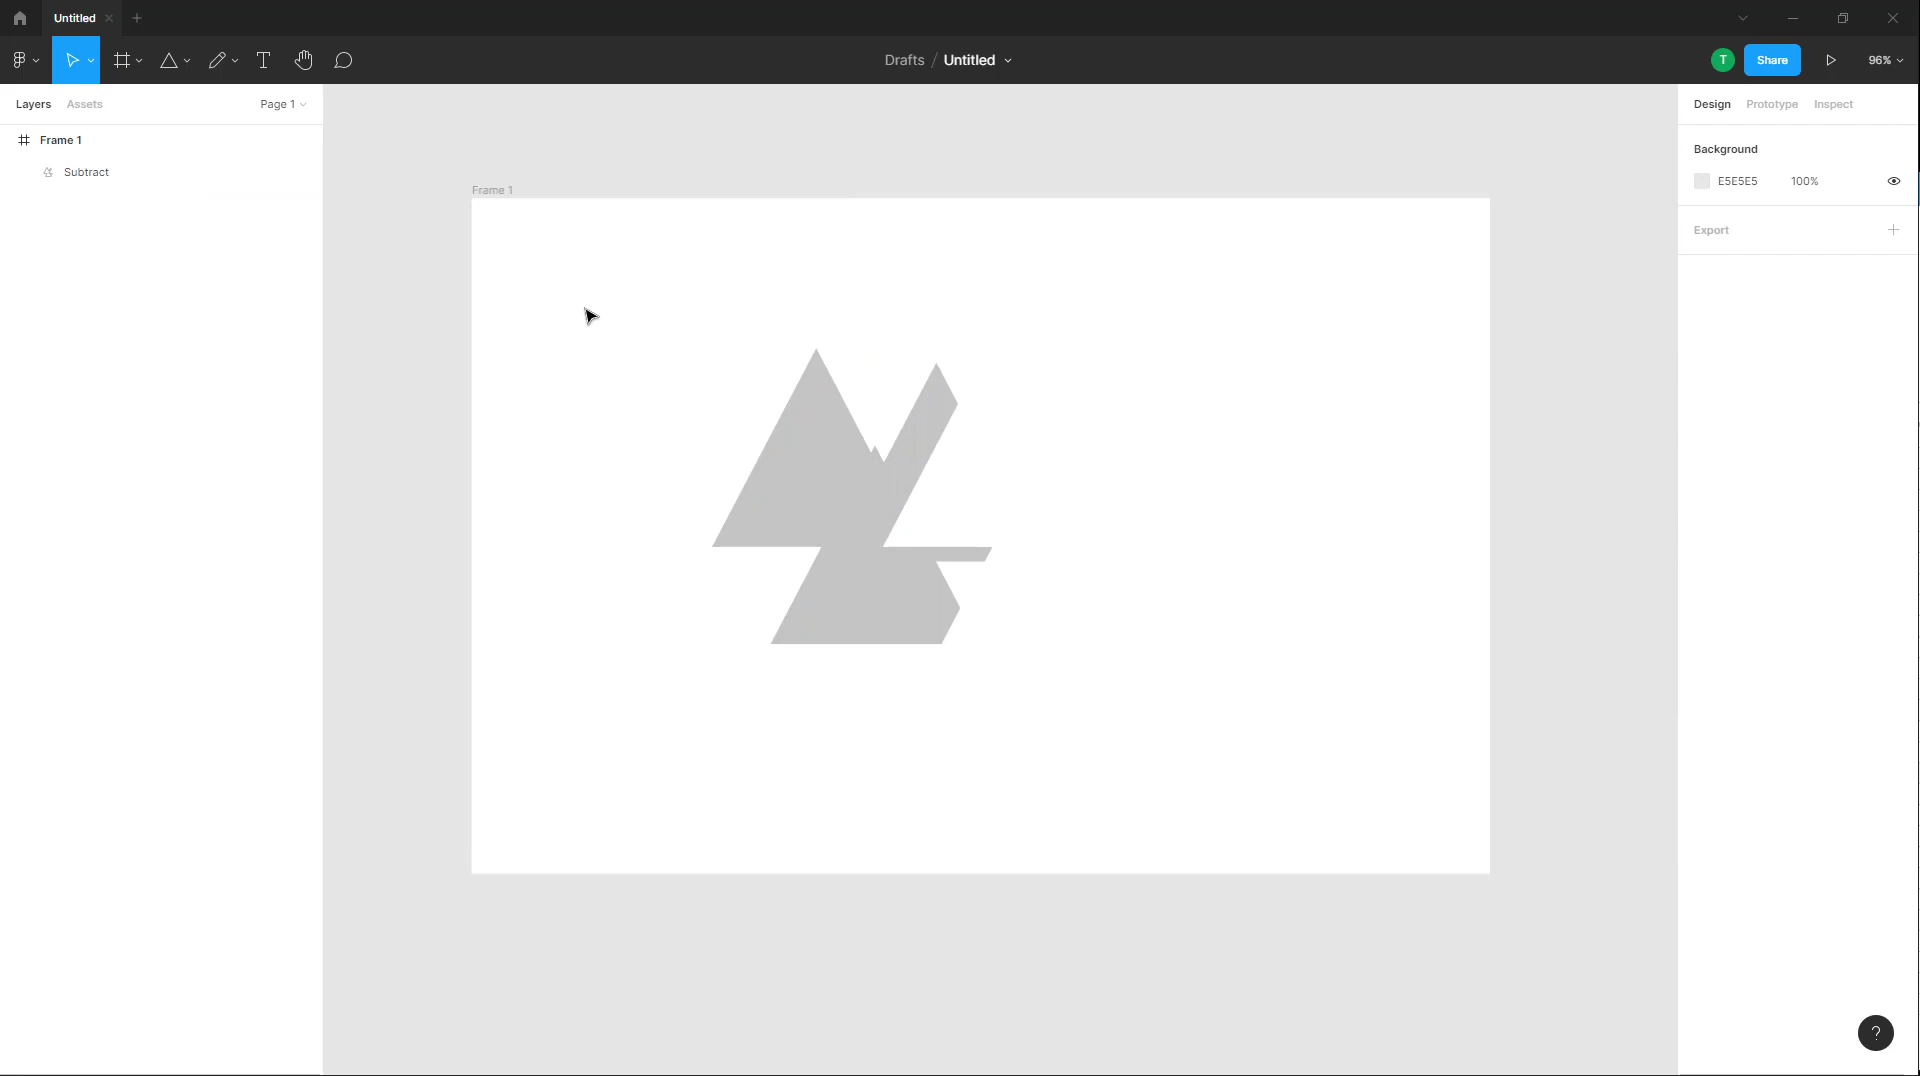 Untitled
Drafts / Untitled
T
Share
96%
Layers
Assets
Page 1
Design
Prototype
Inspect
Frame 1
Background
Subtract
E5E5E5
100%
Frame 1
Export
?